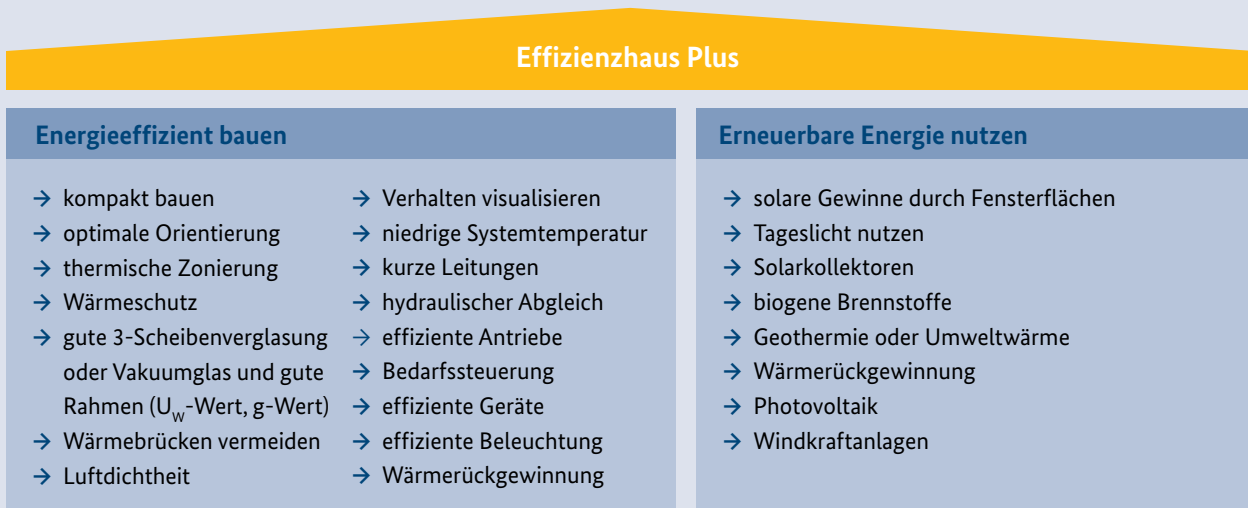 Effizienzhaus Plus
Energieeffizient bauen
→ kompakt bauen
→ optimale Orientierung
→ thermische Zonierung
→ Wärmeschutz
→ gute 3-Scheibenverglasung
oder Vakuumglas und gute
Rahmen (U_W-Wert, g-Wert)
→ Wärmebrücken vermeiden
→ Luftdichtheit
→ Verhalten visualisieren
→ niedrige Systemtemperatur
→ kurze Leitungen
→ hydraulischer Abgleich
→ effiziente Antriebe
→ Bedarfssteuerung
→ effiziente Geräte
→ effiziente Beleuchtung
→ Wärmerückgewinnung
Erneuerbare Energie nutzen
→ solare Gewinne durch Fensterflächen
→ Tageslicht nutzen
→ Solarkollektoren
→ biogene Brennstoffe
→ Geothermie oder Umweltwärme
→ Wärmerückgewinnung
→ Photovoltaik
→ Windkraftanlagen